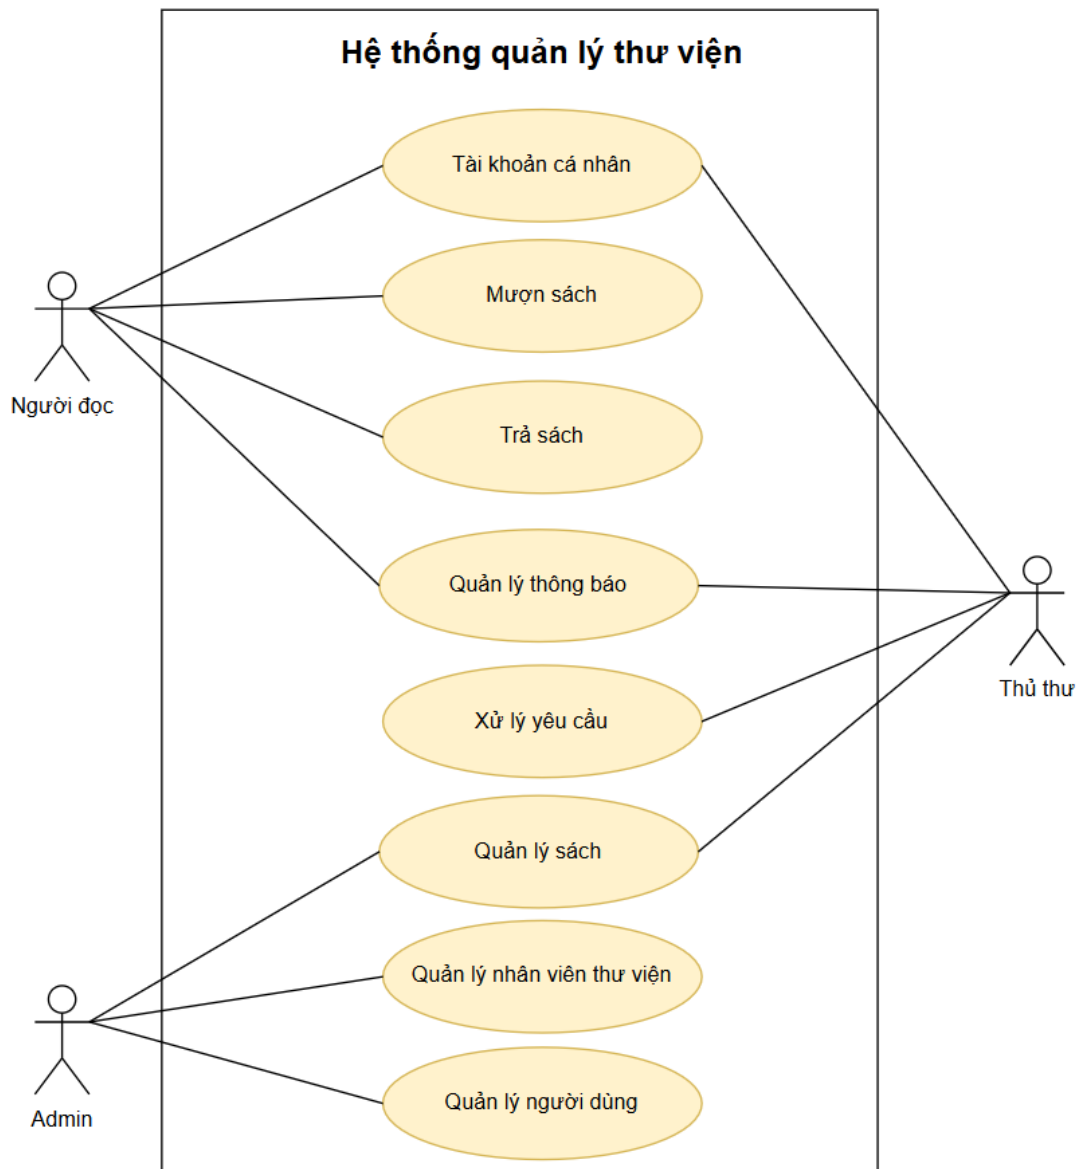 Hệ thống quản lý thư viện
Tài khoản cá nhân
Mượn sách
Người đọc
Trả sách
Quản lý thông báo
Thủ thư
Xử lý yêu cầu
Quản lý sách
Quản lý nhân viên thư viện
Quản lý người dùng
Admin